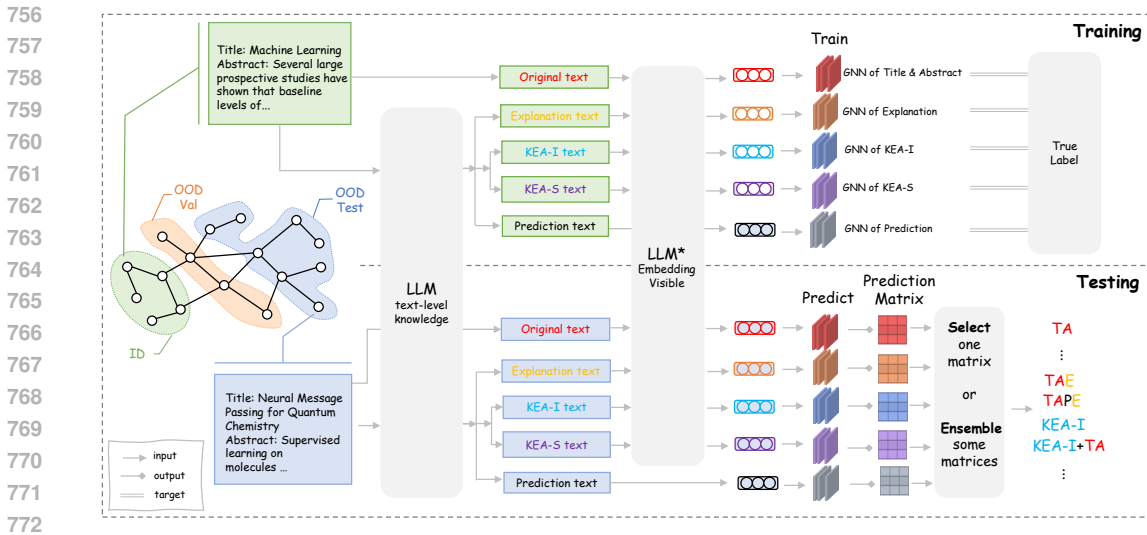 756
757
758
759
760
761
762
763
764
765
766
767
768
769
770
771
772
Training
Title: Machine Learning
Abstract: Several large
prospective studies have
shown that baseline
levels of...
Original text
Explanation text
KEA-I text
KEA-S text
Prediction text
Train
GNN of Title & Abstract
GNN of Explanation
GNN of KEA-I
GNN of KEA-S
GNN of Prediction
True
Label
OOD
Val
OOD
Test
ID
LLM
text-level
knowledge
LLM*
Embedding
Visible
Testing
Title: Neural Message
Passing for Quantum
Chemistry
Abstract: Supervised
learning on
molecules ...
Original text
Explanation text
KEA-I text
KEA-S text
Prediction text
Predict
Prediction
Matrix
Select
one
matrix
or
Ensemble
some
matrices
TA
⋮
TAE
TAPE
KEA-I
KEA-I+TA
⋮
input
output
target